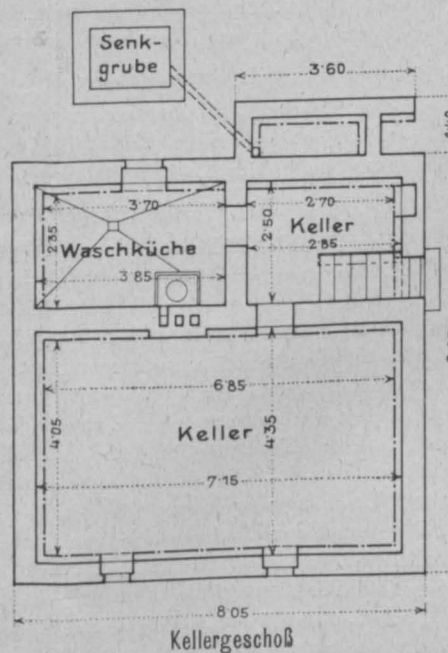 Senk-
grube
3·60
3·70
2·35
Waschküche
3·85
2·70
2·50
Keller
2·85
6·85
4·05
Keller
4·35
7·15
8·05
Kellergeschoß